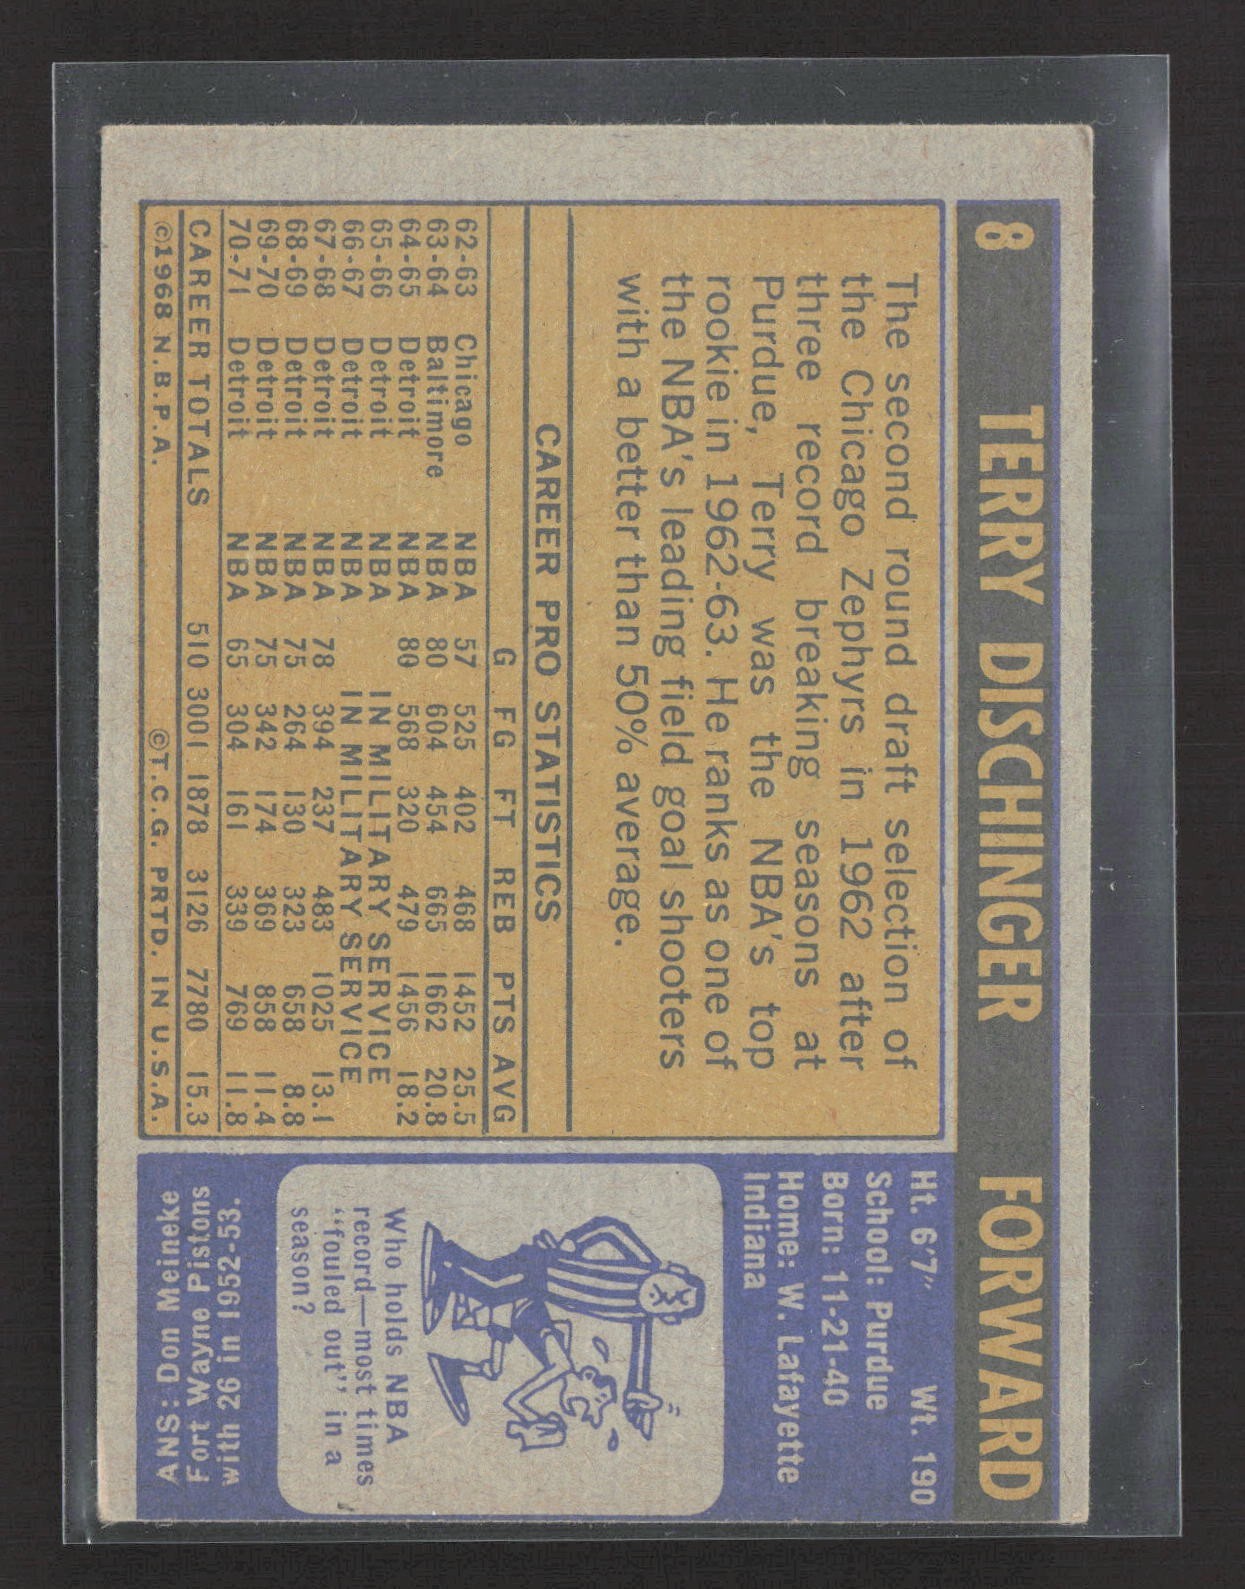 8 TERRY DISCHINGER FORWARD
The second round draft selection of
the Chicago Zephyrs in 1962 after
three record breaking seasons at
Purdue, Terry was the NBA's top
rookie in 1962-63. He ranks as one of
the NBA's leading field goal shooters
with a better than 50% average.
CAREER PRO STATISTICS
G FG FT REB PTS AVG
62-63 Chicago NBA 57 525 402 468 1452 25.5
63-64 Baltimore NBA 80 604 454 665 1662 20.8
64-65 Detroit NBA 80 568 320 479 1456 18.2
65-66 Detroit NBA IN MILITARY SERVICE
66-67 Detroit NBA IN MILITARY SERVICE
67-68 Detroit NBA 78 394 237 483 1025 13.1
68-69 Detroit NBA 75 264 130 323 658 8.8
69-70 Detroit NBA 75 342 174 369 858 11.4
70-71 Detroit NBA 65 304 161 339 769 11.8
CAREER TOTALS 510 3001 1878 3126 7780 15.3
©1968 N.B.P.A. ©T.C.G. PRTD. IN U.S.A.
Ht. 6'7" Wt. 190
School: Purdue
Born: 11-21-40
Home: W. Lafayette
Indiana
Who holds NBA
record—most times
"fouled out" in a
season?
ANS: Don Meineke
Fort Wayne Pistons
with 26 in 1952-53.